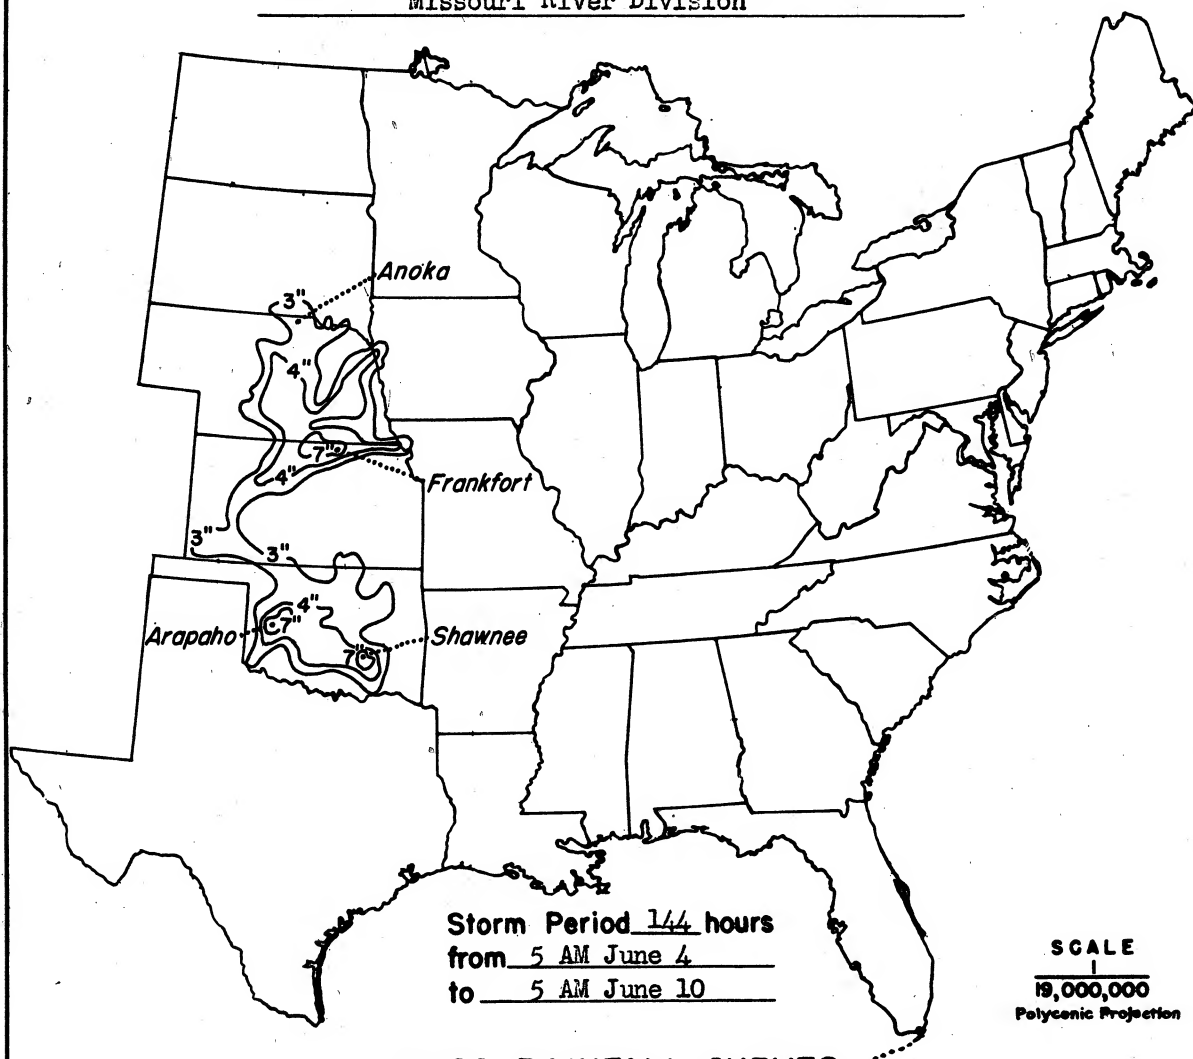 Missouri River Division
Anoka
3"
4"
7"
4"
Frankfort
3"
3"
4"
7"
Arapaho
Shawnee
7"
Storm Period 144 hours
from 5 AM June 4
to 5 AM June 10
SCALE
1
19,000,000
Polyconic Projection